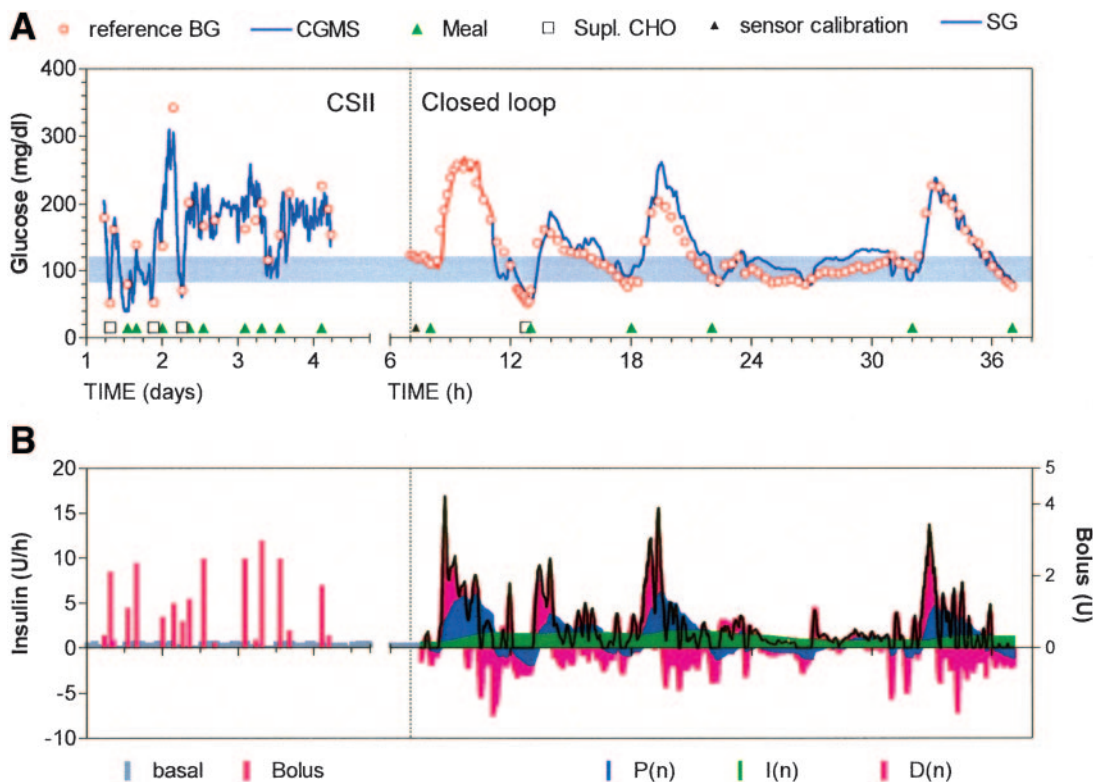 A
reference BG CGMS Meal Supl. CHO sensor calibration SG
400
300
200
100
0
Glucose (mg/dl)
CSII Closed loop
1 2 3 4 6 12 18 24 30 36
TIME (days) TIME (h)
B
20
15
10
5
0
-5
-10
Insulin (U/h)
5
4
2
0
Bolus (U)
basal Bolus P(n) I(n) D(n)